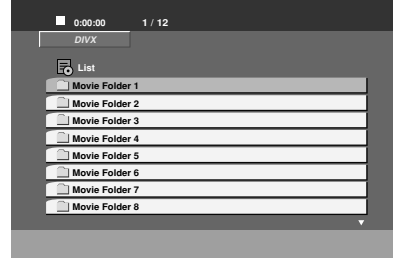 0:00:00 1 / 12
DIVX
List
Movie Folder 1
Movie Folder 2
Movie Folder 3
Movie Folder 4
Movie Folder 5
Movie Folder 6
Movie Folder 7
Movie Folder 8